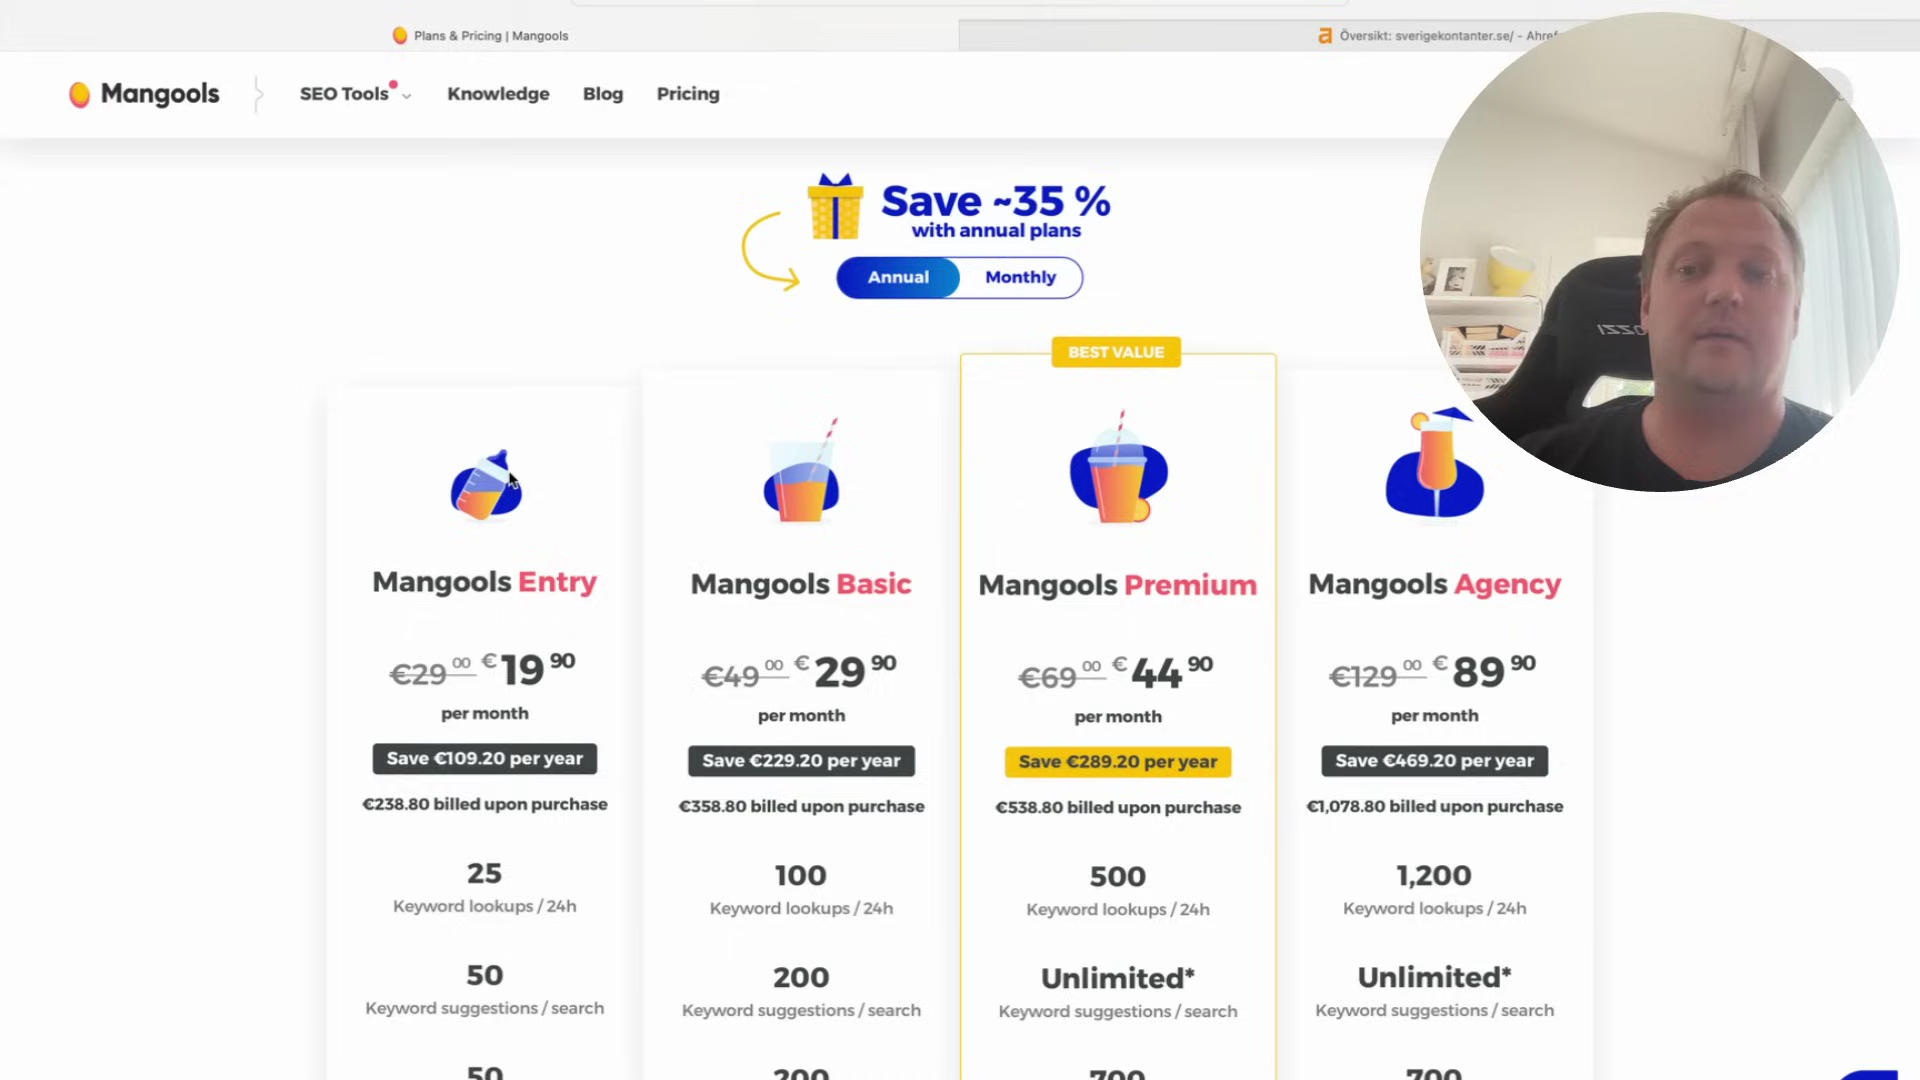 Plans & Pricing | Mangools
Översikt: sverigekontanter.se/ - Ahref
Mangools
SEO Tools
Knowledge
Blog
Pricing
Save ~35 %
with annual plans
Annual
Monthly
BEST VALUE
Mangools Entry
€29 00 € 19 90
per month
Save €109.20 per year
€238.80 billed upon purchase
25
Keyword lookups / 24h
50
Keyword suggestions / search
50
Mangools Basic
€49 00 € 29 90
per month
Save €229.20 per year
€358.80 billed upon purchase
100
Keyword lookups / 24h
200
Keyword suggestions / search
200
Mangools Premium
€69 00 € 44 90
per month
Save €289.20 per year
€538.80 billed upon purchase
500
Keyword lookups / 24h
Unlimited*
Keyword suggestions / search
700
Mangools Agency
€129 00 € 89 90
per month
Save €469.20 per year
€1,078.80 billed upon purchase
1,200
Keyword lookups / 24h
Unlimited*
Keyword suggestions / search
700